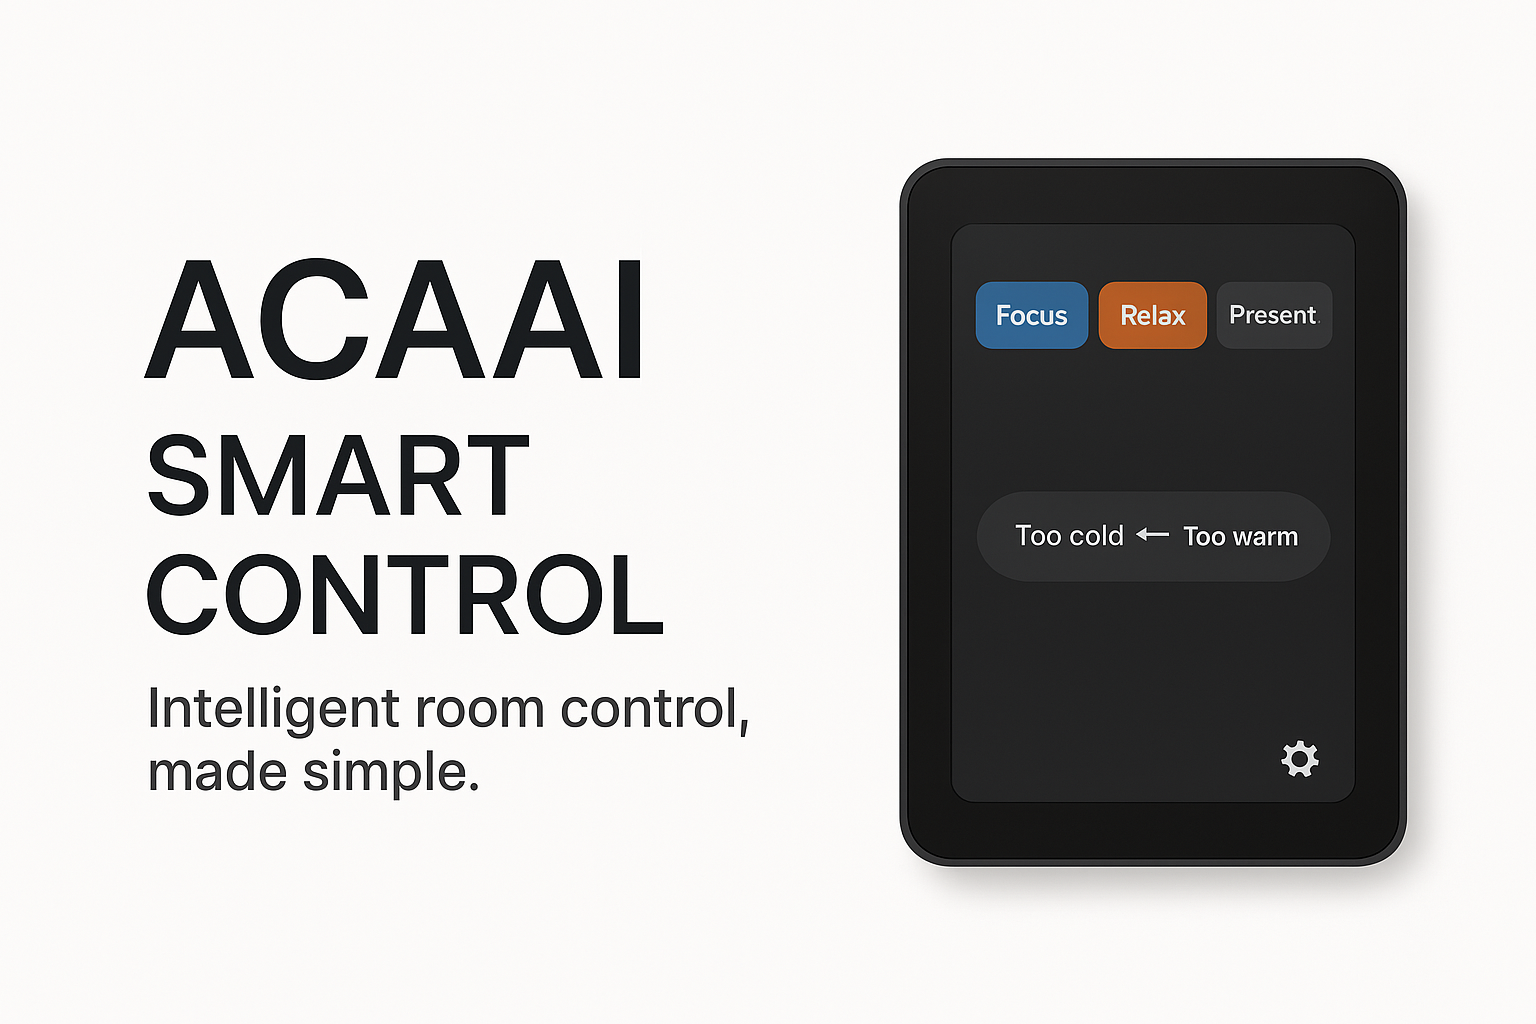 ACAAI
SMART
CONTROL
Intelligent room control,
made simple.
Focus Relax Present.
Too cold ← Too warm